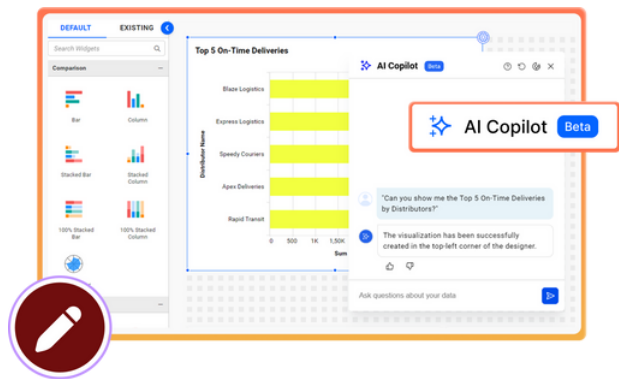 DEFAULT
EXISTING
Search Widgets
Comparison
Bar
Column
Stacked Bar
Stacked
Column
100% Stacked
Bar
100% Stacked
Column
Top 5 On-Time Deliveries
Distributor Name
Blaze Logistics
Express Logistics
Speedy Couriers
Apex Deliveries
Rapid Transit
0 500 1K 1,50K
Sum
AI Copilot Beta
AI Copilot Beta
"Can you show me the Top 5 On-Time Deliveries
by Distributors?"
The visualization has been successfully
created in the top-left corner of the designer.
Ask questions about your data